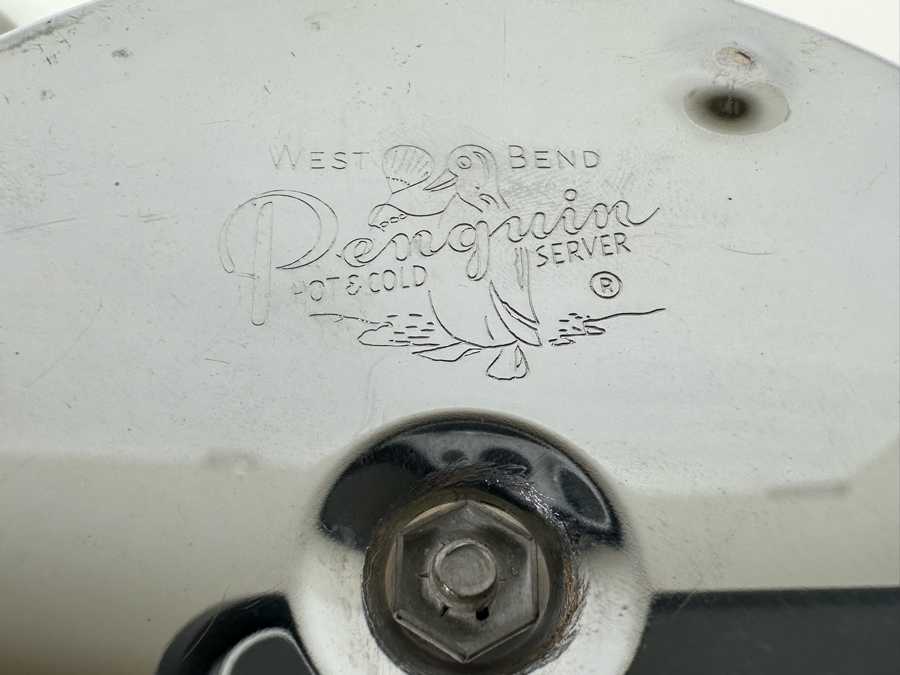 WEST BEND
Penguin
HOT & COLD SERVER
®